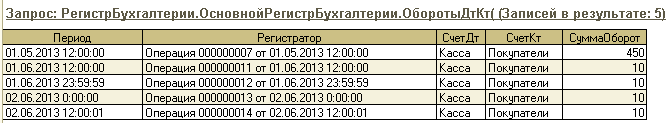 Запрос: РегистрБухгалтерии.ОсновнойРегистрБухгалтерии.ОборотыДтКт( (Записей в результате: 5)
Период Регистратор СчетДт СчетКт СуммаОборот
01.05.2013 12:00:00 Операция 000000007 от 01.05.2013 12:00:00 Касса Покупатели 450
01.06.2013 12:00:00 Операция 000000011 от 01.06.2013 12:00:00 Касса Покупатели 10
01.06.2013 23:59:59 Операция 000000012 от 01.06.2013 23:59:59 Касса Покупатели 10
02.06.2013 0:00:00 Операция 000000013 от 02.06.2013 0:00:00 Касса Покупатели 10
02.06.2013 12:00:01 Операция 000000014 от 02.06.2013 12:00:01 Касса Покупатели 10